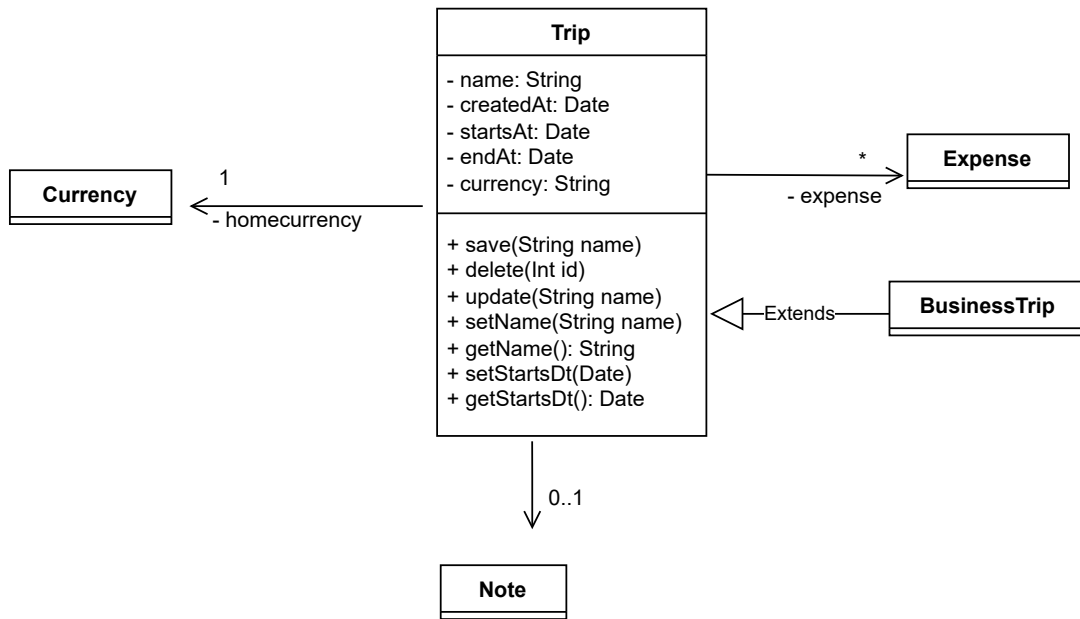 Trip
- name: String
- createdAt: Date
- startsAt: Date
- endAt: Date
- currency: String
+ save(String name)
+ delete(Int id)
+ update(String name)
+ setName(String name)
+ getName(): String
+ setStartsDt(Date)
+ getStartsDt(): Date
Currency
1
- homecurrency
*
- expense
Expense
Extends
BusinessTrip
0..1
Note